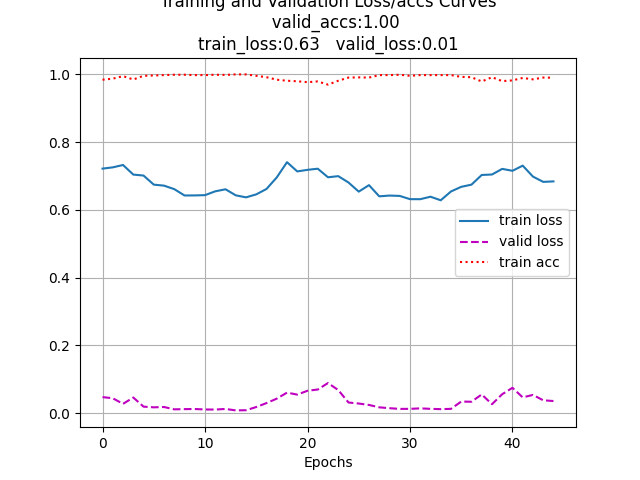 Training and Validation Loss/accs Curves
valid_accs:1.00
train_loss:0.63 valid_loss:0.01
1.0
0.8
0.6
0.4
0.2
0.0
train loss
valid loss
train acc
0 10 20 30 40
Epochs